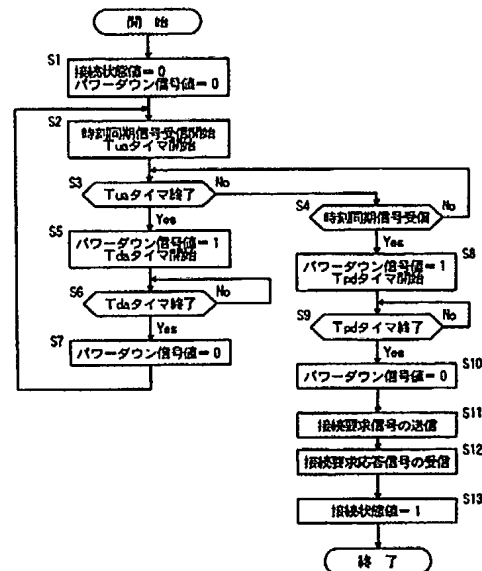 開 始
S1
接続状態値=0
パワーダウン信号値=0
S2
時刻同期信号受信開始
Tuaタイマ開始
S3
Tuaタイマ終了
No
Yes
S4
時刻同期信号受信
No
Yes
S5
パワーダウン信号値=1
Tdaタイマ開始
S6
Tdaタイマ終了
No
Yes
S7
パワーダウン信号値=0
S8
パワーダウン信号値=1
Tpdタイマ開始
S9
Tpdタイマ終了
No
Yes
S10
パワーダウン信号値=0
S11
接続要求信号の送信
S12
接続要求応答信号の受信
S13
接続状態値=1
終 了